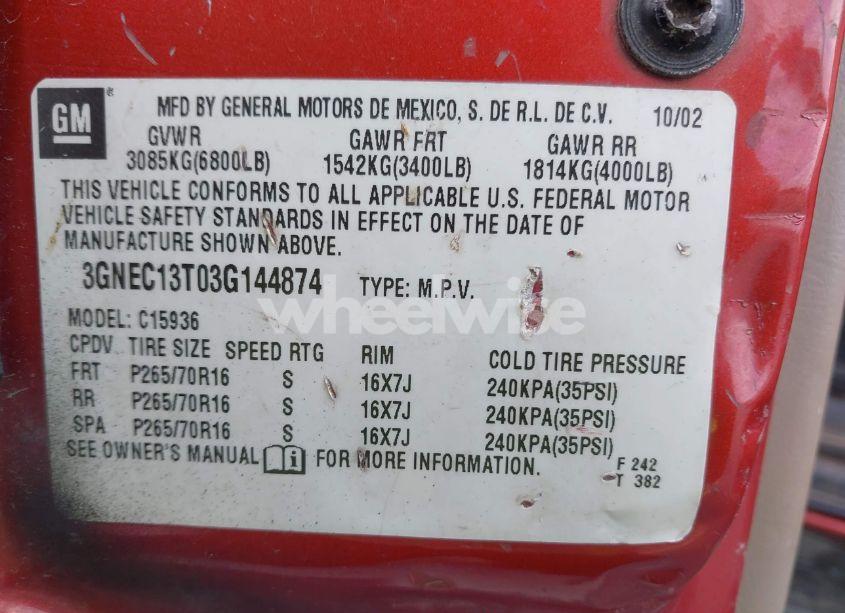 GM
MFD BY GENERAL MOTORS DE MEXICO, S. DE R.L. DE C.V. 10/02
GVWR GAWR FRT GAWR RR
3085KG(6800LB) 1542KG(3400LB) 1814KG(4000LB)
THIS VEHICLE CONFORMS TO ALL APPLICABLE U.S. FEDERAL MOTOR
VEHICLE SAFETY STANDARDS IN EFFECT ON THE DATE OF
MANUFACTURE SHOWN ABOVE.
3GNEC13T03G144874 TYPE: M.P.V.
wheelwise
MODEL: C15936
CPDV TIRE SIZE SPEED RTG RIM COLD TIRE PRESSURE
FRT P265/70R16 S 16X7J 240KPA(35PSI)
RR P265/70R16 S 16X7J 240KPA(35PSI)
SPA P265/70R16 S 16X7J 240KPA(35PSI)
SEE OWNER'S MANUAL i FOR MORE INFORMATION. F 242
T 382